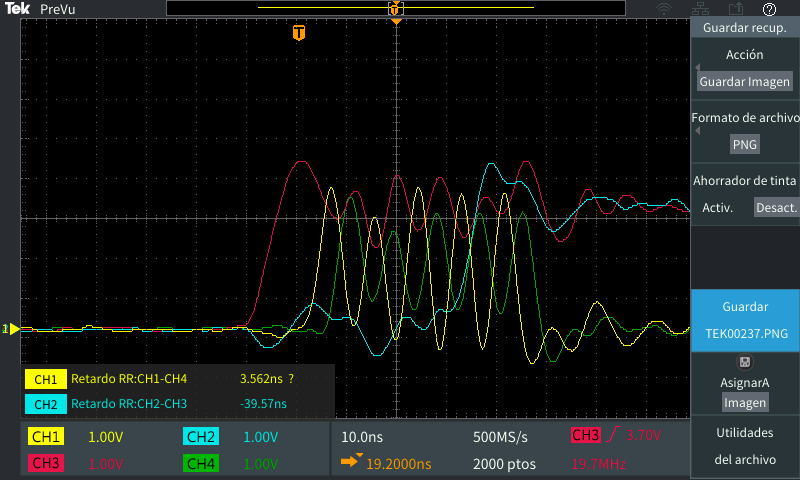 Tek PreVu
T
T
?
Guardar recup.
Acción
Guardar Imagen
Formato de archivo
PNG
Ahorrador de tinta
Activ. Desact.
Guardar
TEK00237.PNG
AsignarA
Imagen
Utilidades
del archivo
CH1 Retardo RR:CH1-CH4 3.562ns ?
CH2 Retardo RR:CH2-CH3 -39.57ns
CH1 1.00V CH2 1.00V 10.0ns 500MS/s CH3 3.70V
CH3 1.00V CH4 1.00V 19.2000ns 2000 ptos 19.7MHz